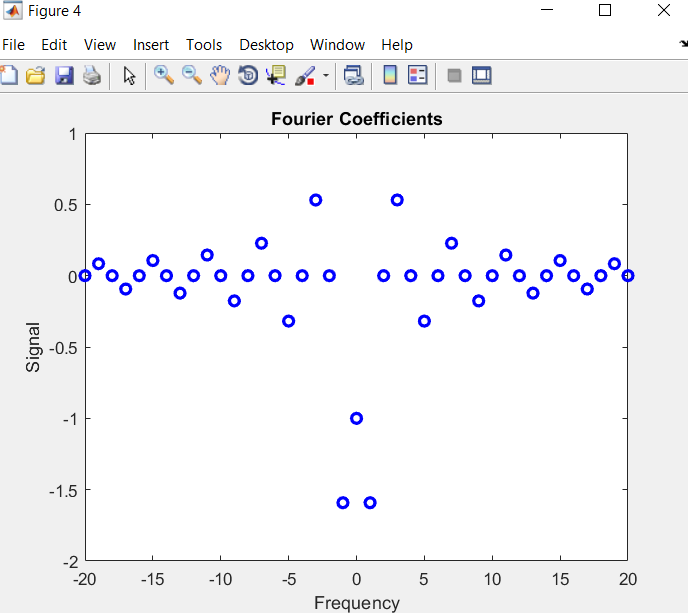 Figure 4
File Edit View Insert Tools Desktop Window Help
Fourier Coefficients
1
0.5
0
-0.5
-1
-1.5
-2
Signal
-20 -15 -10 -5 0 5 10 15 20
Frequency